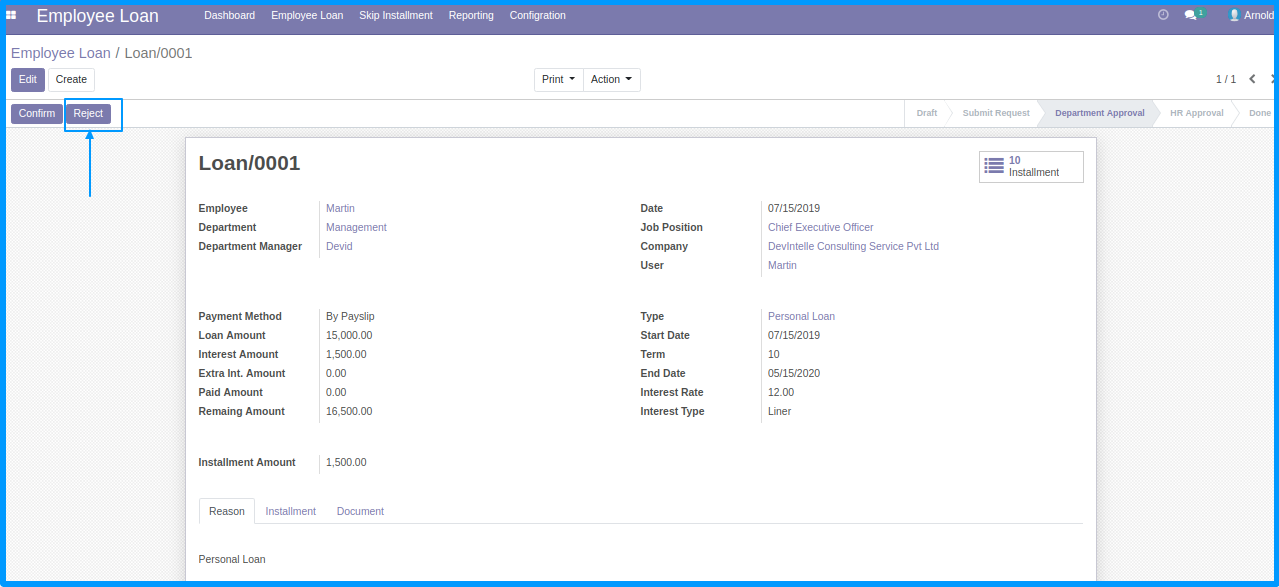 Employee Loan Dashboard Employee Loan Skip Installment Reporting Configration 1 Arnold
Employee Loan / Loan/0001
Edit Create Print Action 1 / 1
Confirm Reject Draft Submit Request Department Approval HR Approval Done
Loan/0001
10
Installment
Employee Martin Date 07/15/2019
Department Management Job Position Chief Executive Officer
Department Manager Devid Company DevIntelle Consulting Service Pvt Ltd
User Martin
Payment Method By Payslip Type Personal Loan
Loan Amount 15,000.00 Start Date 07/15/2019
Interest Amount 1,500.00 Term 10
Extra Int. Amount 0.00 End Date 05/15/2020
Paid Amount 0.00 Interest Rate 12.00
Remaing Amount 16,500.00 Interest Type Liner
Installment Amount 1,500.00
Reason Installment Document
Personal Loan